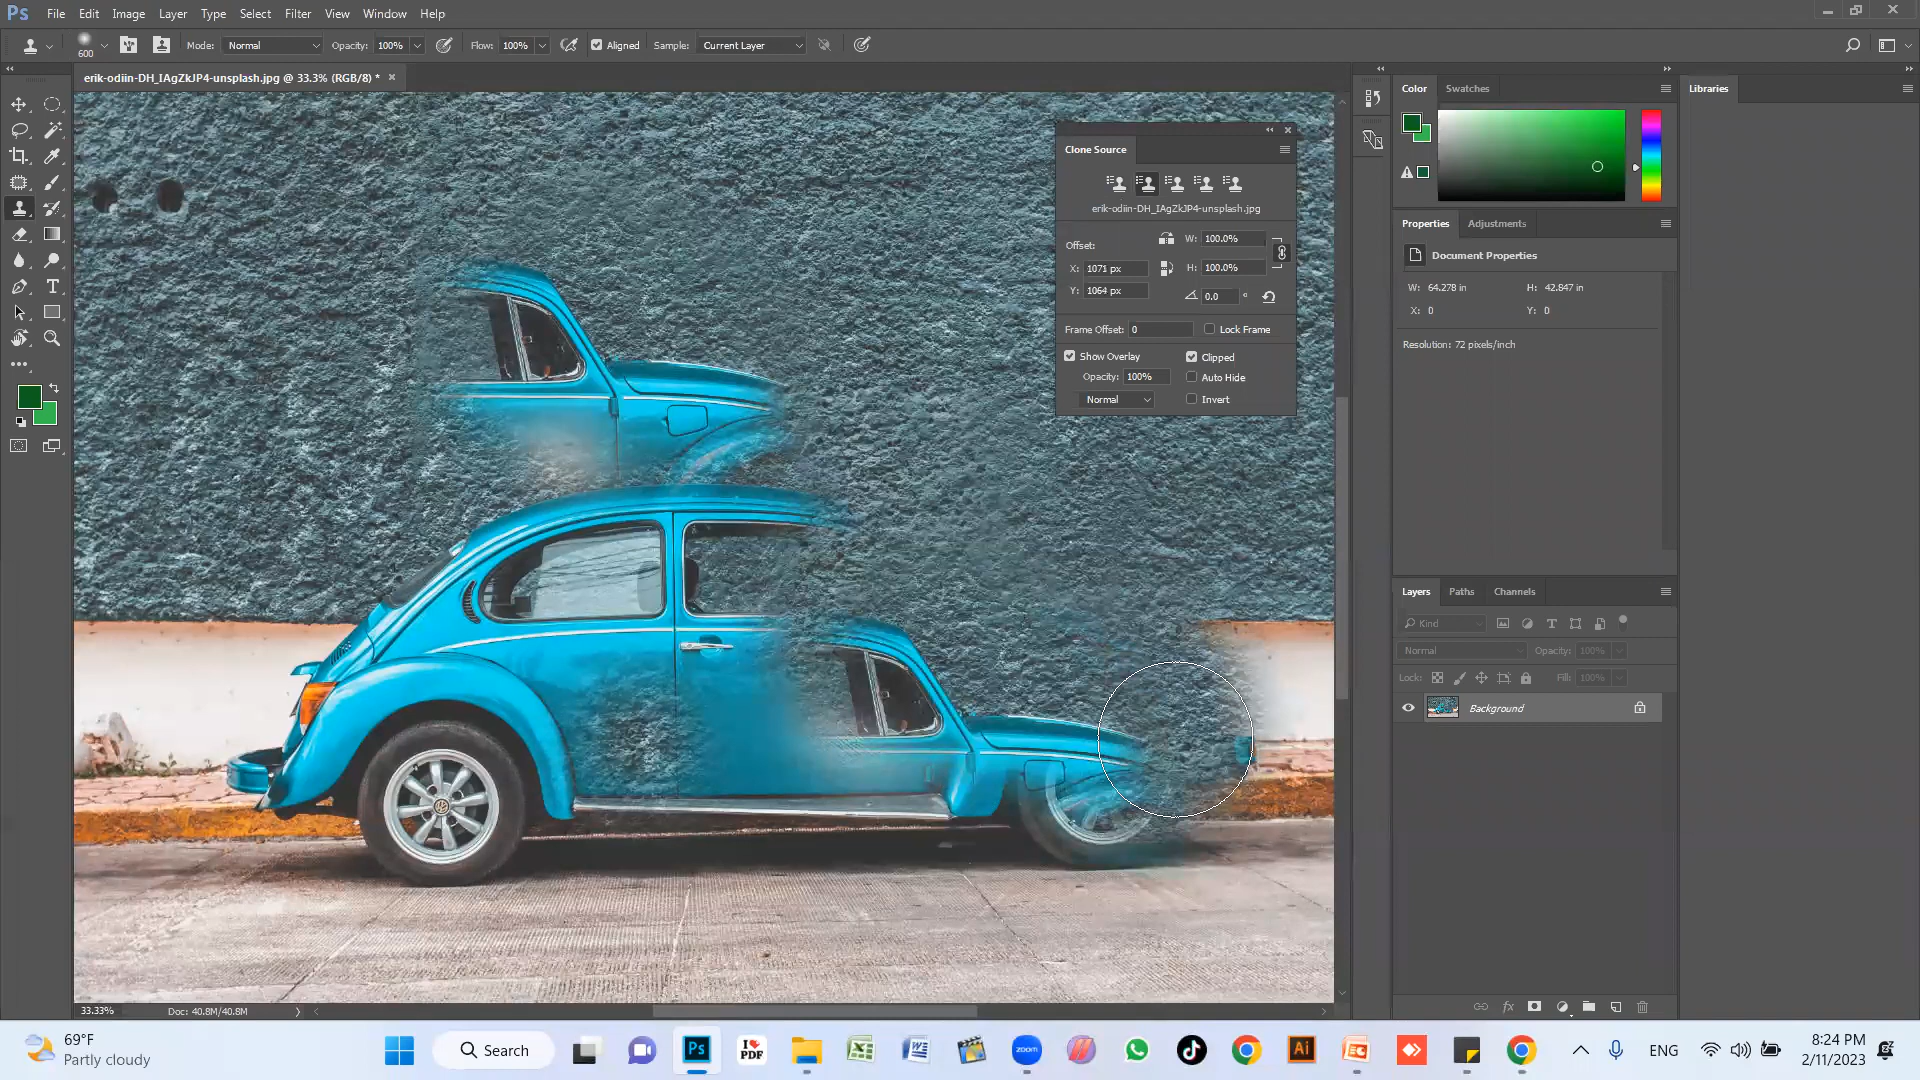 Ps File Edit Image Layer Type Select Filter View Window Help
600 Mode: Normal Opacity: 100% Flow: 100% Aligned Sample: Current Layer
erik-odiin-DH_IAgZkJP4-unsplash.jpg @ 33.3% (RGB/8) *
Color Swatches
Libraries
Clone Source
erik-odiin-DH_IAgZkJP4-unsplash.jpg
Offset:
W: 100.0%
X: 1071 px
H: 100.0%
Y: 1064 px
0.0 °
Frame Offset: 0 Lock Frame
Show Overlay Clipped
Opacity: 100% Auto Hide
Normal Invert
Properties Adjustments
Document Properties
W: 64.278 in H: 42.847 in
X: 0 Y: 0
Resolution: 72 pixels/inch
Layers Paths Channels
Kind
Normal Opacity: 100%
Lock: Fill: 100%
Background
fx
33.33% Doc: 40.8M/40.8M
69°F
Partly cloudy
Search
Ps
I
PDF
zoom
Ai
ENG
8:24 PM
2/11/2023